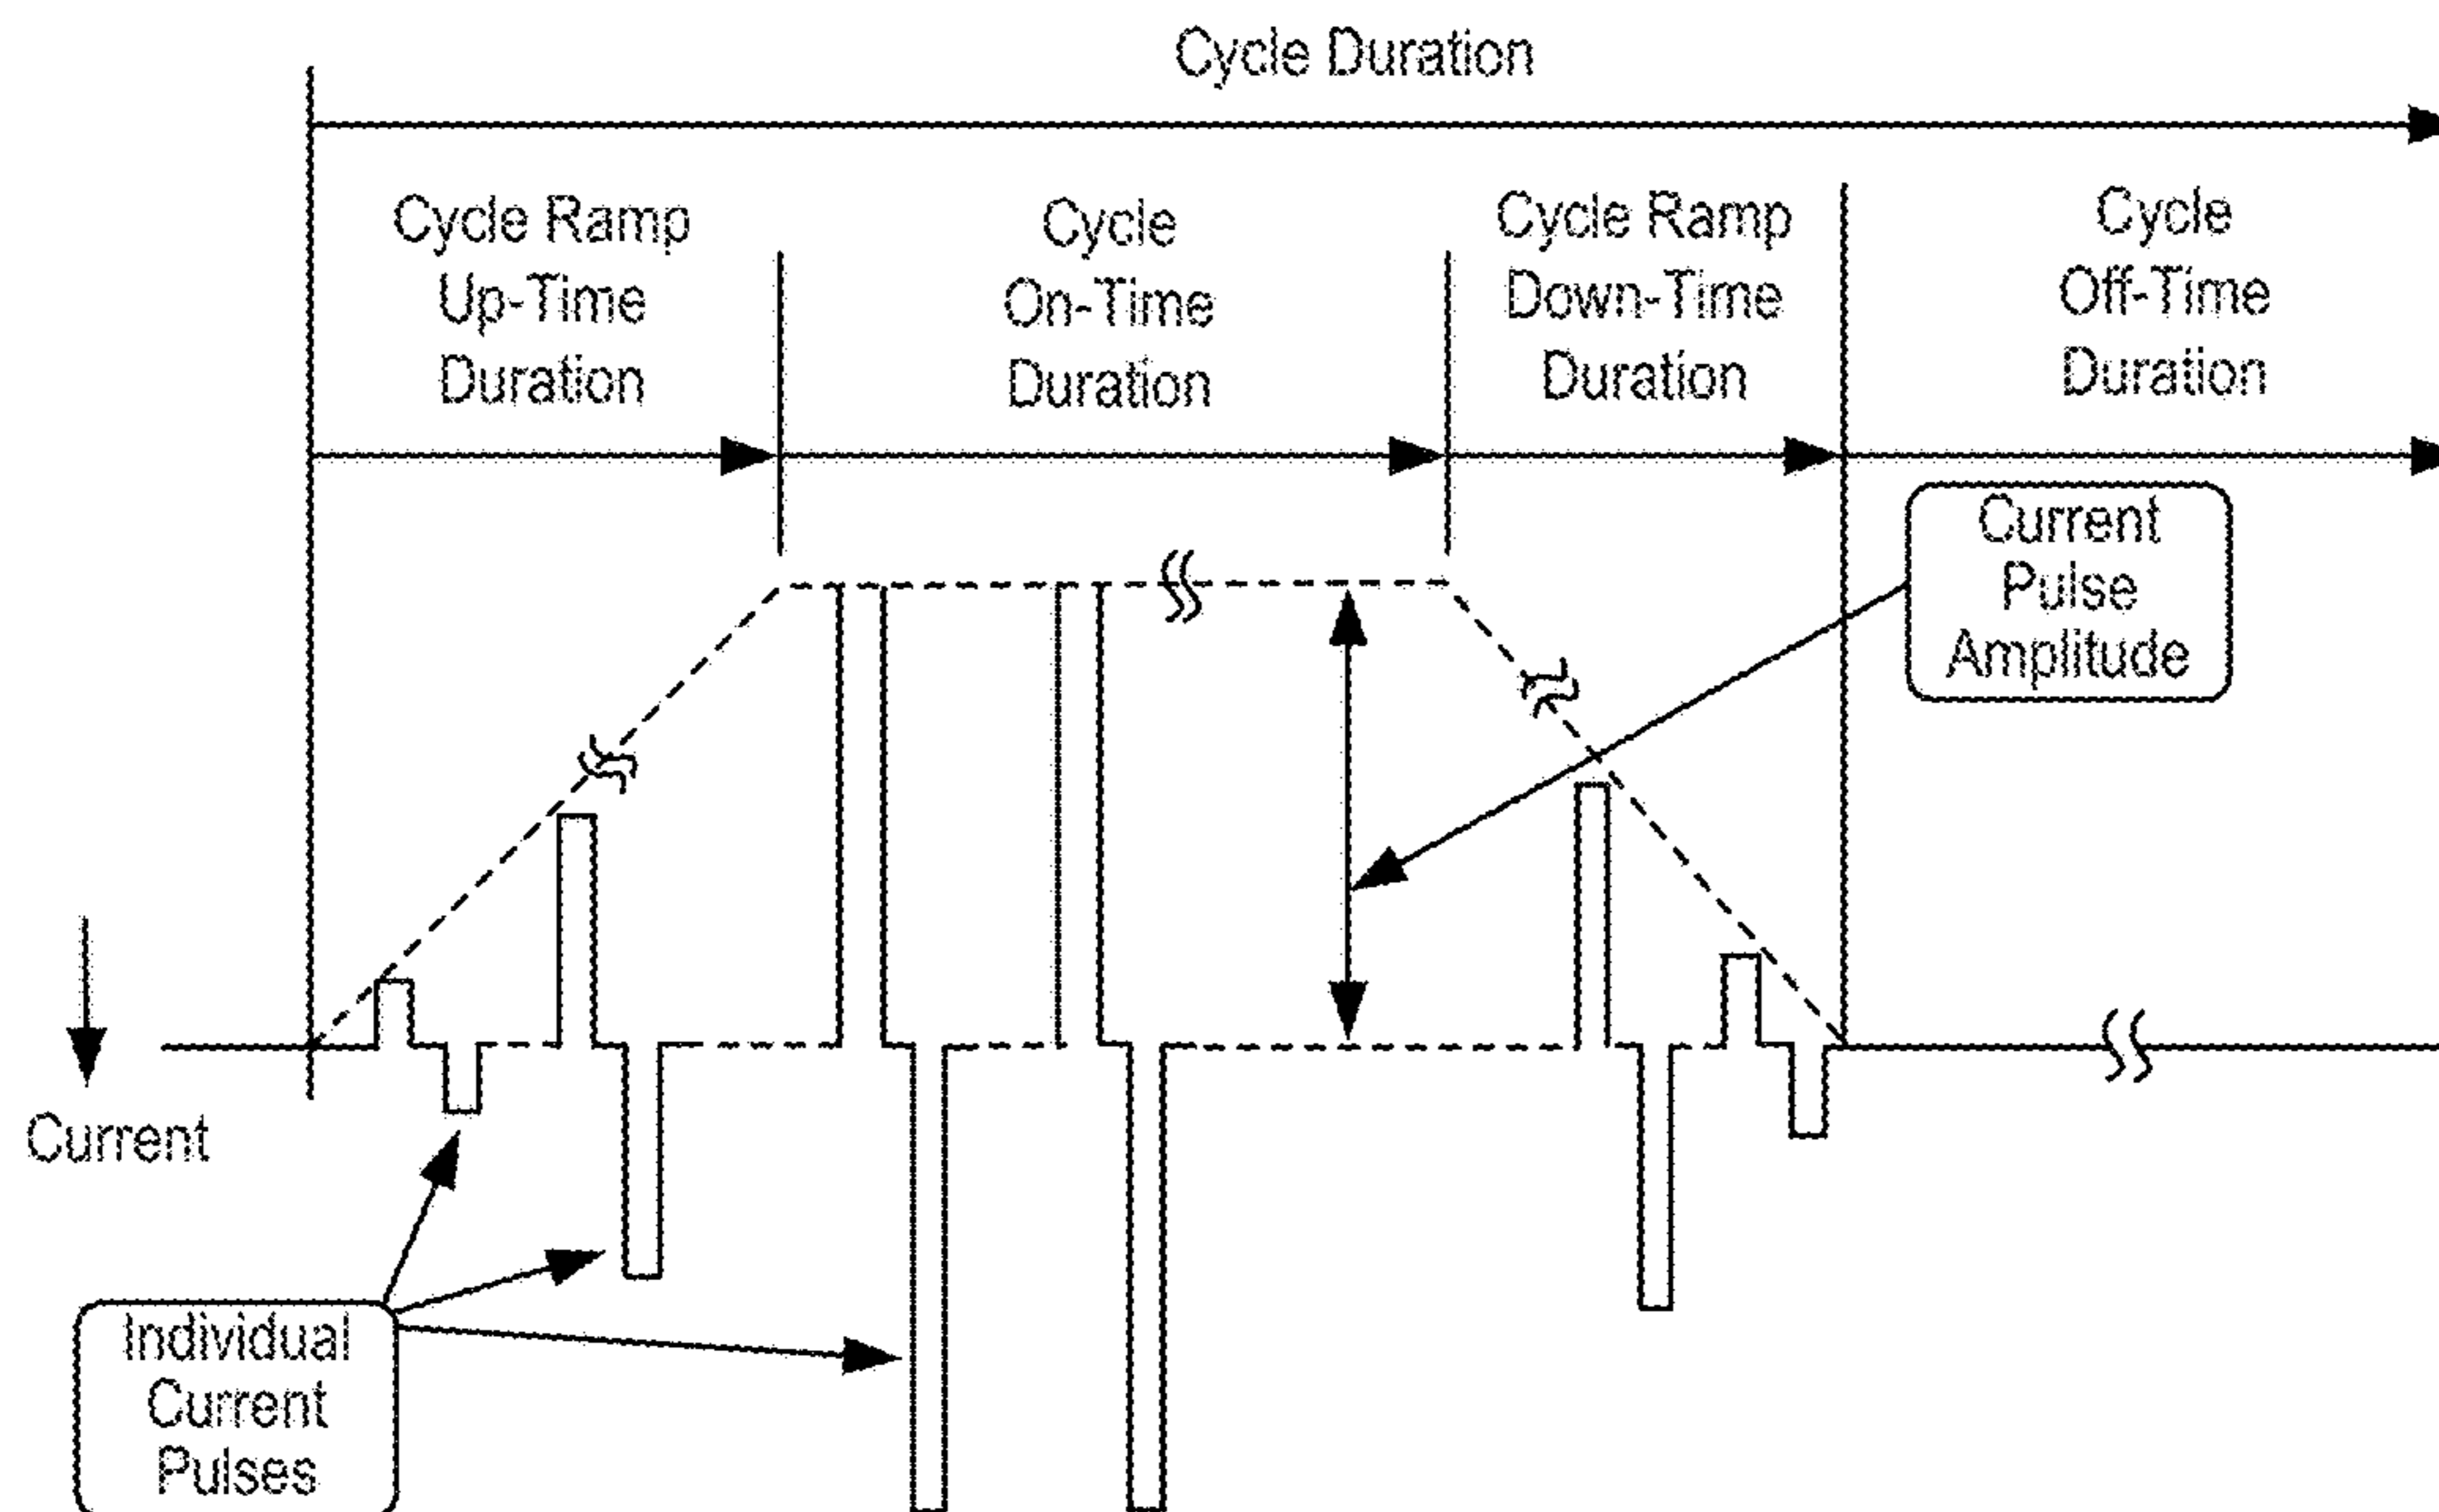 Cycle Duration
Cycle Ramp
Up-Time
Duration
Cycle
On-Time
Duration
Cycle Ramp
Down-Time
Duration
Cycle
Off-Time
Duration
Current
Pulse
Amplitude
Current
Individual
Current
Pulses